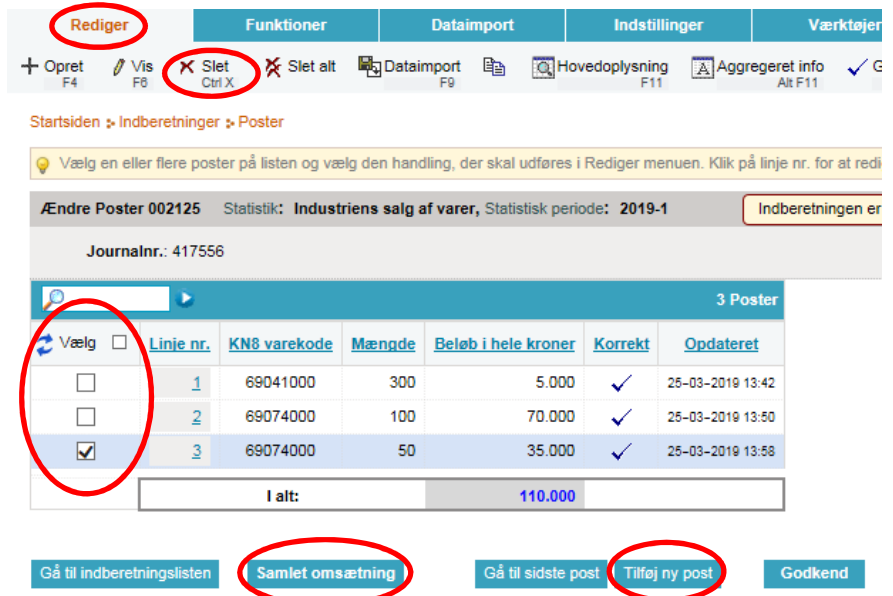 Rediger Funktioner Dataimport Indstillinger Værktøjer
Opret Vis Slet Slet alt Dataimport Hovedoplysning Aggregeret info G
F4 F6 Ctrl X F9 F11 Alt F11
Startsiden Indberetninger Poster
Vælg en eller flere poster på listen og vælg den handling, der skal udføres i Rediger menuen. Klik på linje nr. for at redi
Ændre Poster 002125 Statistik: Industriens salg af varer, Statistisk periode: 2019-1 Indberetningen er
Journalnr.: 417556
3 Poster
Vælg Linje nr. KN8 varekode Mængde Beløb i hele kroner Korrekt Opdateret
1 69041000 300 5.000 25-03-2019 13:42
2 69074000 100 70.000 25-03-2019 13:50
3 69074000 50 35.000 25-03-2019 13:58
I alt: 110.000
Gå til indberetningslisten Samlet omsætning Gå til sidste post Tilføj ny post Godkend